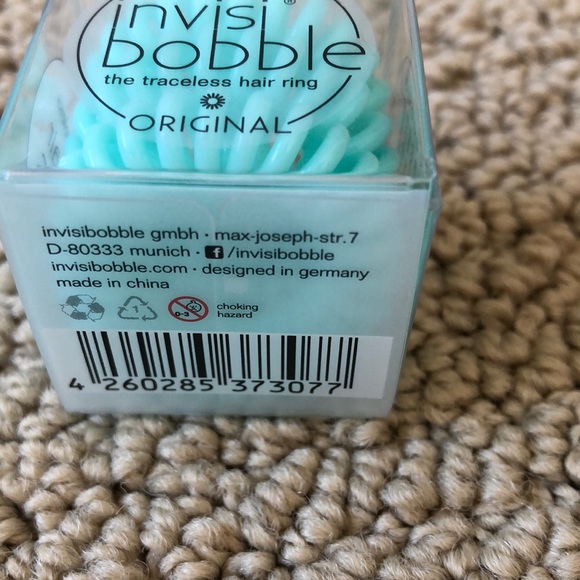 invisi®
bobble
the traceless hair ring
ORIGINAL
invisibobble gmbh · max-joseph-str.7
D-80333 munich · f/invisibobble
invisibobble.com · designed in germany
made in china
1 0-3 choking
hazard
4 260285 373077